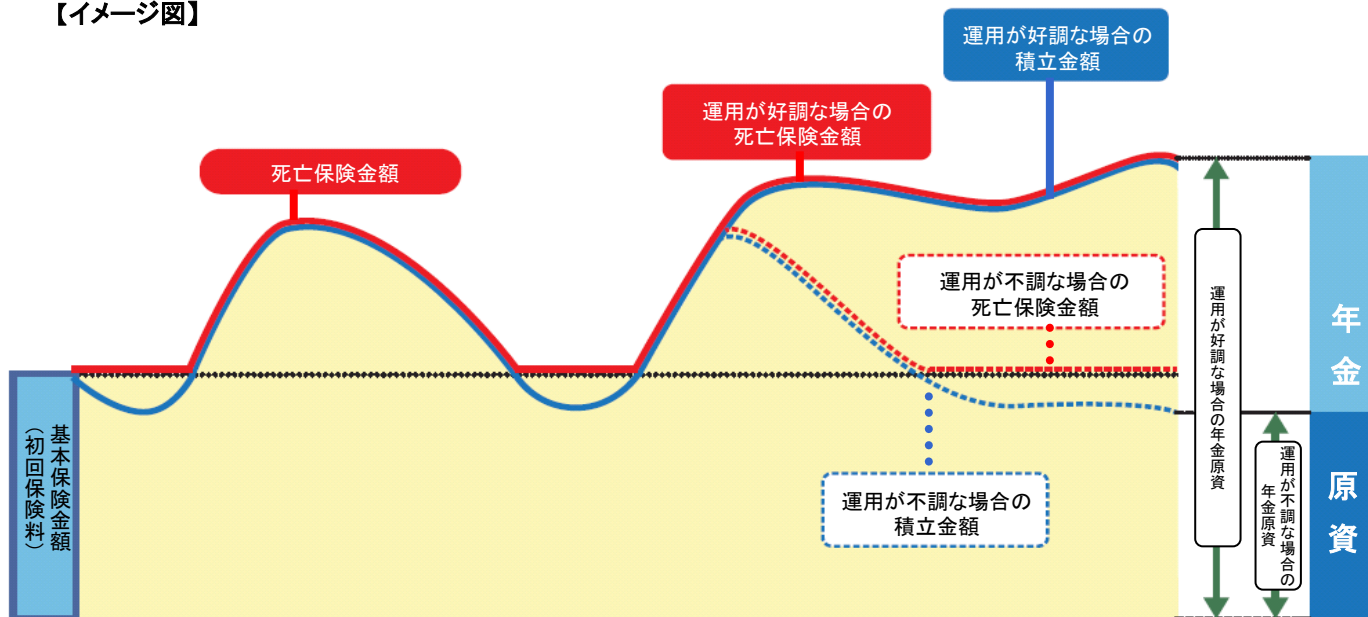 【イメージ図】
運用が好調な場合の
積立金額
運用が好調な場合の
死亡保険金額
死亡保険金額
運用が不調な場合の
死亡保険金額
運用が不調な場合の
積立金額
基本保険金額
（初回保険料）
運用が好調な場合の年金原資
運用が不調な場合の
年金原資
年金
原資